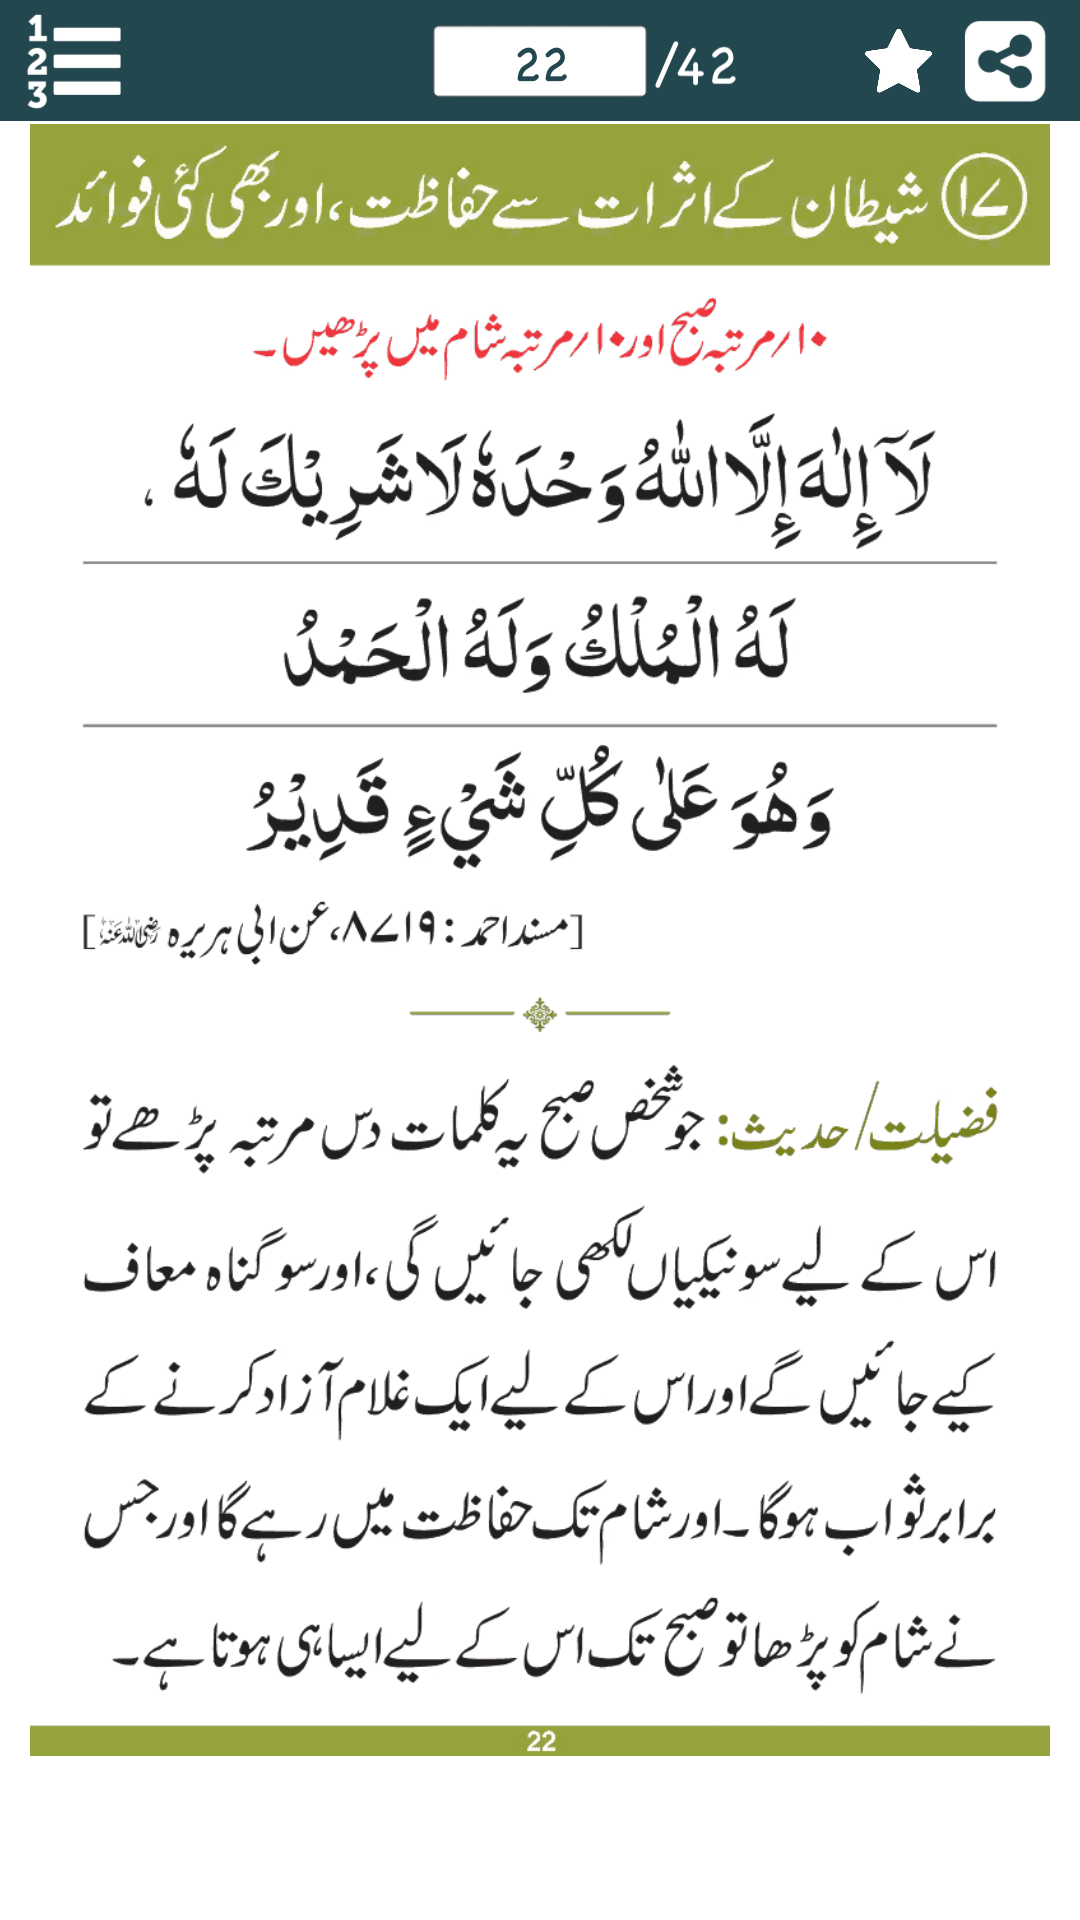 1
2
3
22 /42
۱۷ شیطان کے اثرات سے حفاظت، اور بھی کئی فوائد
۱۰؍مرتبہ صبح اور ۱۰؍مرتبہ شام میں پڑھیں۔
لَآ إِلٰهَ إِلَّا اللّٰهُ وَحْدَهٗ لَا شَرِيْكَ لَهٗ ،
لَهُ الْمُلْكُ وَلَهُ الْحَمْدُ
وَهُوَ عَلٰى كُلِّ شَيْءٍ قَدِيْرُ
[مسند احمد : ۸۷۱۹، عن ابی ہریرہ رضی اللہ عنہ]
فضیلت/حدیث: جو شخص صبح یہ کلمات دس مرتبہ پڑھے تو
اس کے لیے سو نیکیاں لکھی جائیں گی، اور سو گناہ معاف
کیے جائیں گے اور اس کے لیے ایک غلام آزاد کرنے کے
برابر ثواب ہوگا۔ اور شام تک حفاظت میں رہے گا اور جس
نے شام کو پڑھا تو صبح تک اس کے لیے ایسا ہی ہوتا ہے۔
22